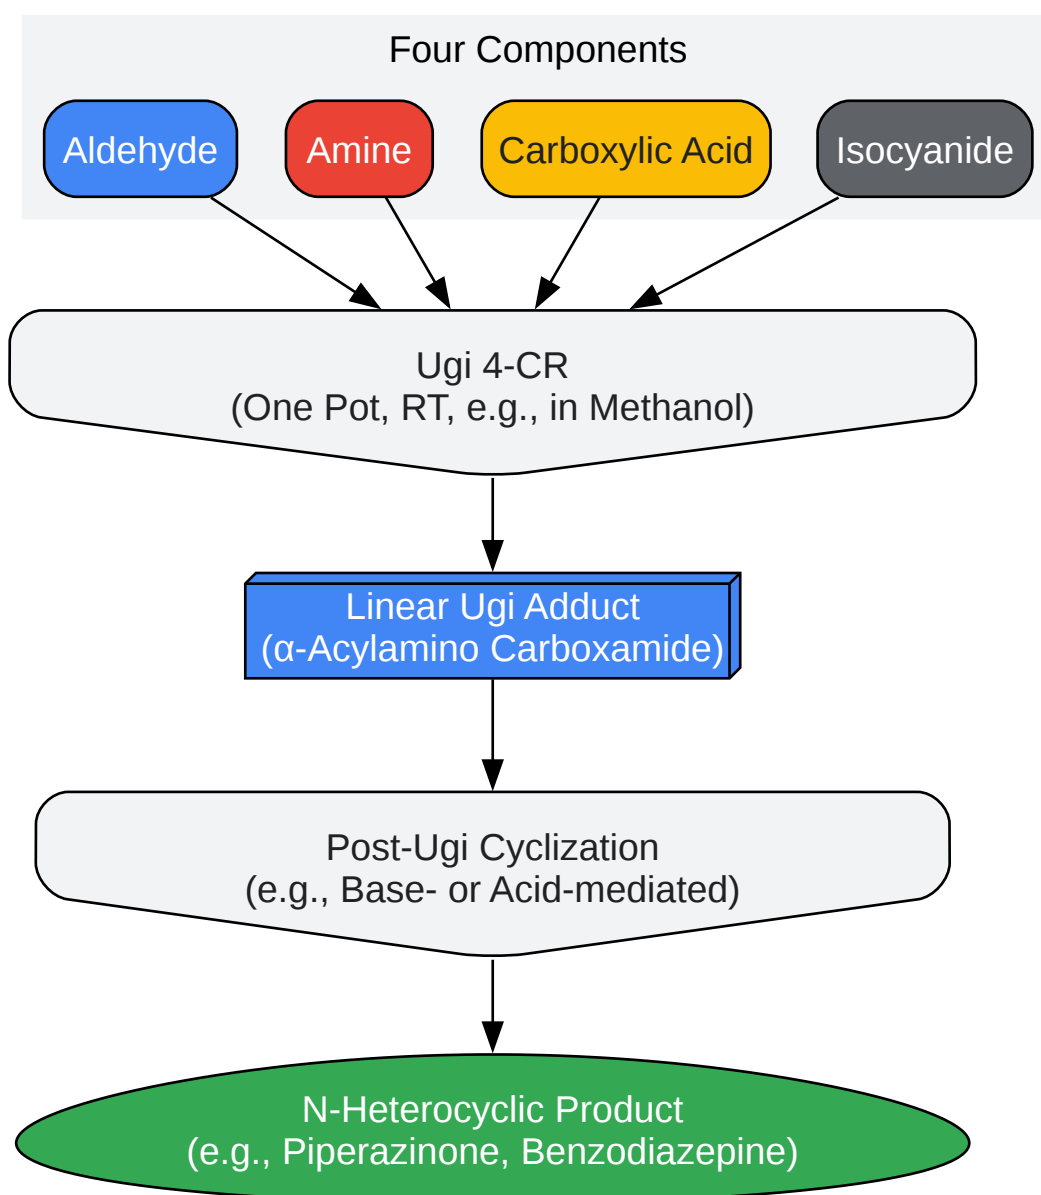 Four Components
Aldehyde
Amine
Carboxylic Acid
Isocyanide
Ugi 4-CR
(One Pot, RT, e.g., in Methanol)
Linear Ugi Adduct
(α-Acylamino Carboxamide)
Post-Ugi Cyclization
(e.g., Base- or Acid-mediated)
N-Heterocyclic Product
(e.g., Piperazinone, Benzodiazepine)